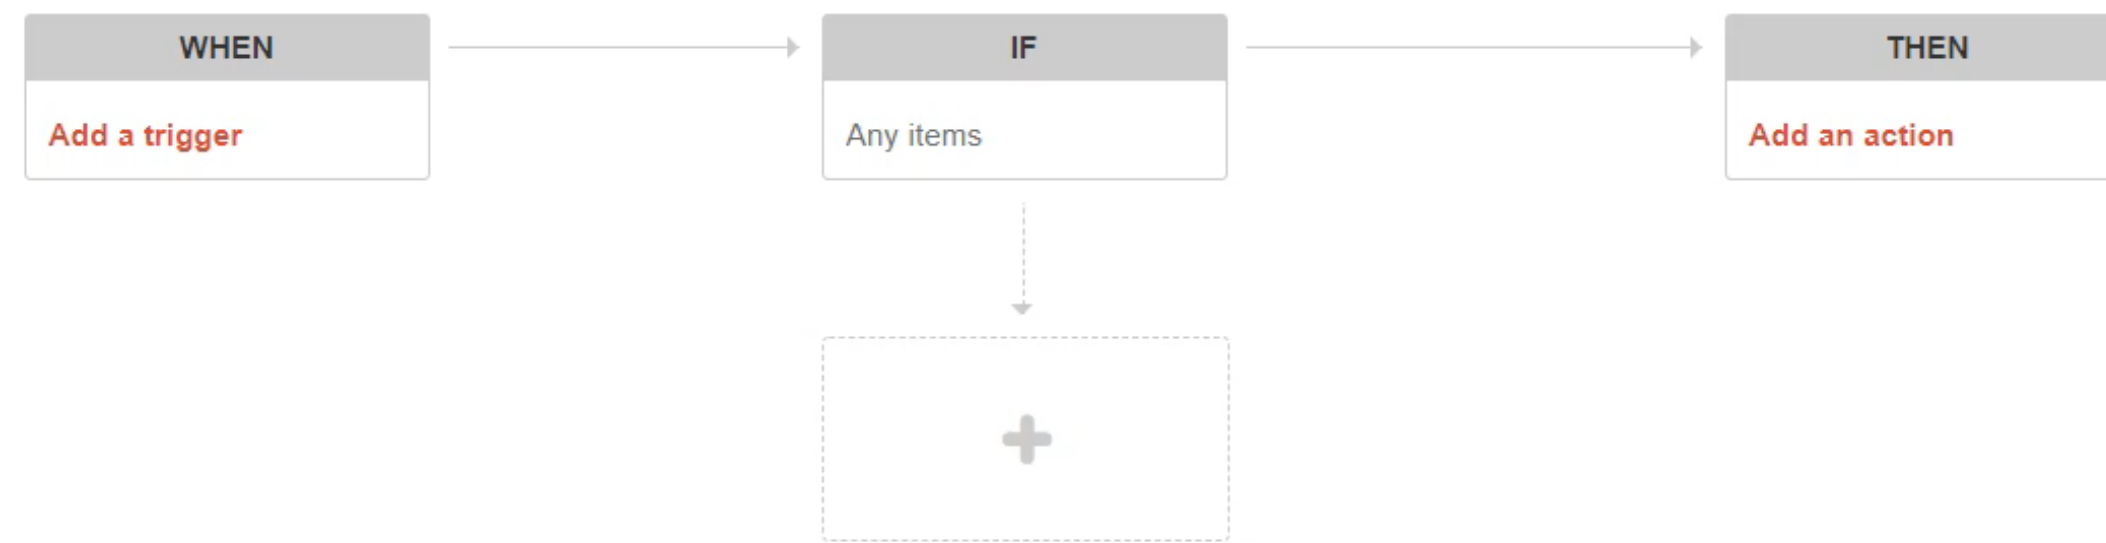 WHEN
IF
THEN
Add a trigger
Any items
Add an action